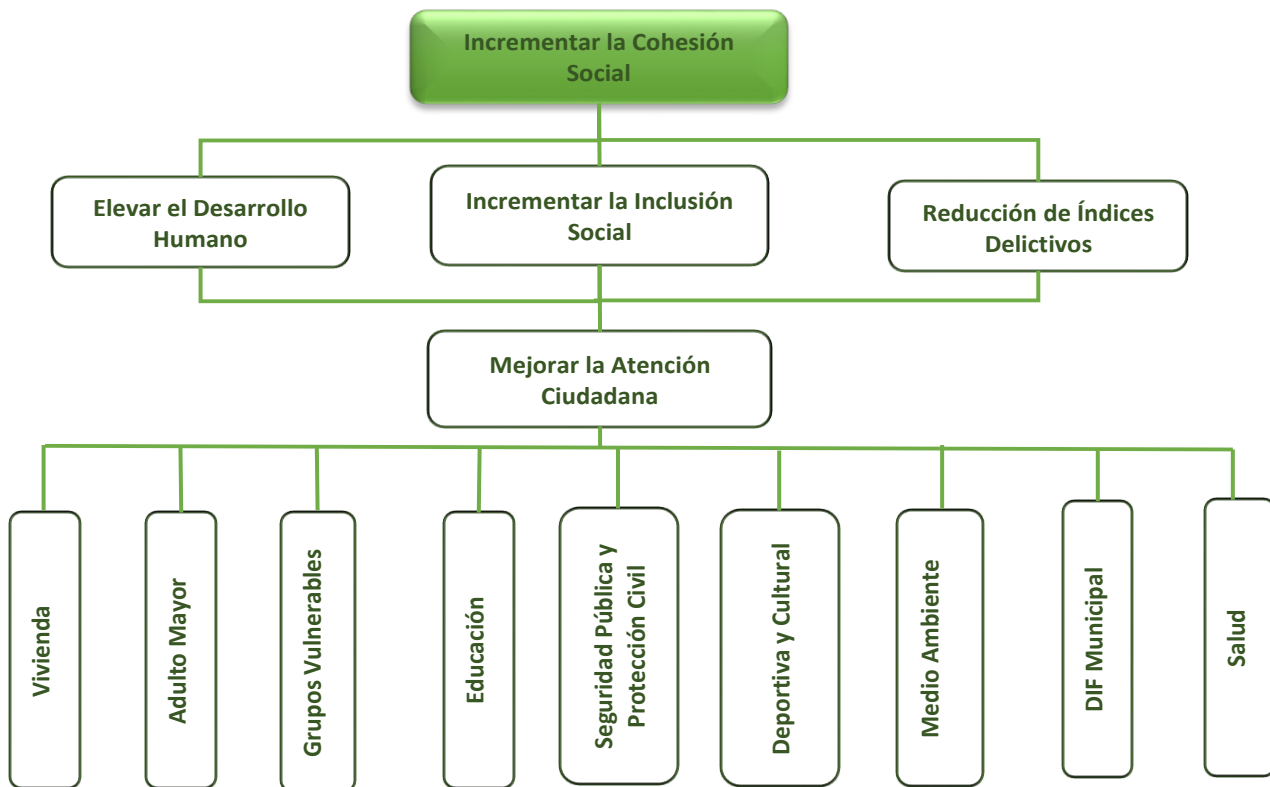 Incrementar la Cohesión
Social
Elevar el Desarrollo
Humano
Incrementar la Inclusión
Social
Reducción de Índices
Delictivos
Mejorar la Atención
Ciudadana
Vivienda
Adulto Mayor
Grupos Vulnerables
Educación
Seguridad Pública y
Protección Civil
Deportiva y Cultural
Medio Ambiente
DIF Municipal
Salud